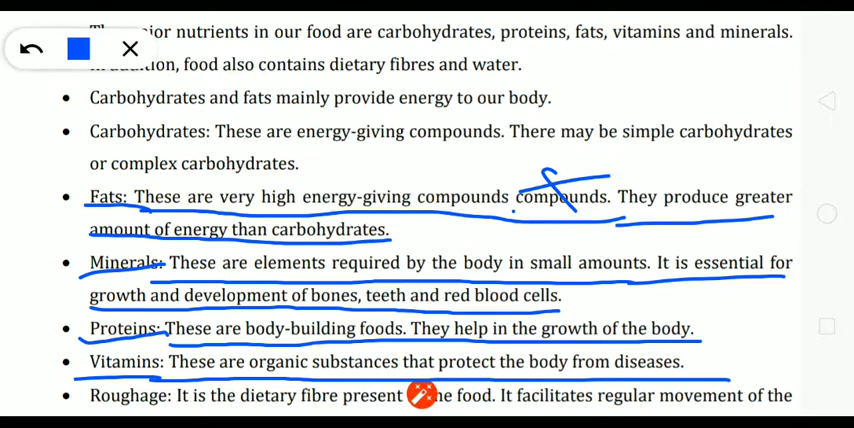 jor nutrients in our food are carbohydrates, proteins, fats, vitamins and minerals.
food also contains dietary fibres and water.
• Carbohydrates and fats mainly provide energy to our body.
• Carbohydrates: These are energy-giving compounds. There may be simple carbohydrates
or complex carbohydrates.
• Fats: These are very high energy-giving compounds compounds. They produce greater
amount of energy than carbohydrates.
• Minerals: These are elements required by the body in small amounts. It is essential for
growth and development of bones, teeth and red blood cells.
• Proteins: These are body-building foods. They help in the growth of the body.
• Vitamins: These are organic substances that protect the body from diseases.
• Roughage: It is the dietary fibre present food. It facilitates regular movement of the